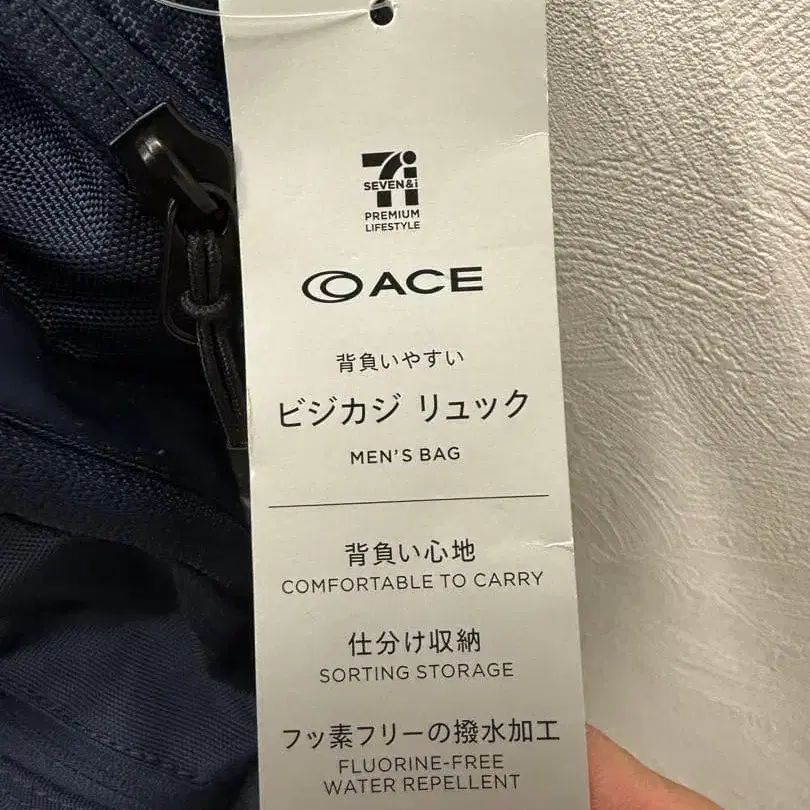 7i
SEVEN&i
PREMIUM
LIFESTYLE
ACE
背負いやすい
ビジカジ リュック
MEN'S BAG
背負い心地
COMFORTABLE TO CARRY
仕分け収納
SORTING STORAGE
フッ素フリーの撥水加工
FLUORINE-FREE
WATER REPELLENT